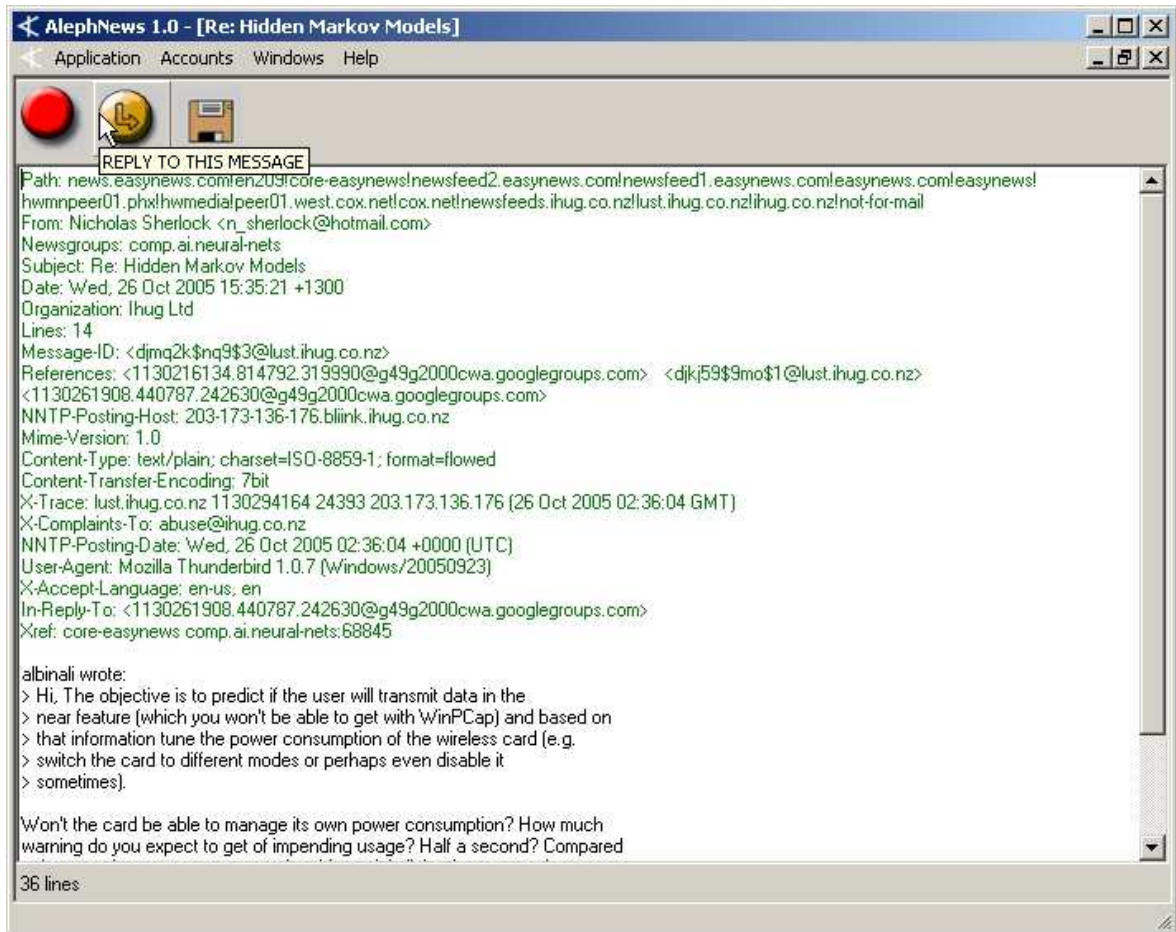 AlephNews 1.0 - [Re: Hidden Markov Models]
Application Accounts Windows Help
REPLY TO THIS MESSAGE
Path: news.easynews.com!en209!core-easynews!newsfeed2.easynews.com!newsfeed1.easynews.com!easynews.com!easynews!
hwmnpeer01.phx!hwmedia!peer01.west.cox.net!cox.net!newsfeeds.ihug.co.nz!lust.ihug.co.nz!ihug.co.nz!not-for-mail
From: Nicholas Sherlock <n_sherlock@hotmail.com>
Newsgroups: comp.ai.neural-nets
Subject: Re: Hidden Markov Models
Date: Wed, 26 Oct 2005 15:35:21 +1300
Organization: Ihug Ltd
Lines: 14
Message-ID: <djmq2k$nq9$3@lust.ihug.co.nz>
References: <1130216134.814792.319990@g49g2000cwa.googlegroups.com> <djkj59$9mo$1@lust.ihug.co.nz>
<1130261908.440787.242630@g49g2000cwa.googlegroups.com>
NNTP-Posting-Host: 203-173-136-176.bliink.ihug.co.nz
Mime-Version: 1.0
Content-Type: text/plain; charset=ISO-8859-1; format=flowed
Content-Transfer-Encoding: 7bit
X-Trace: lust.ihug.co.nz 1130294164 24393 203.173.136.176 (26 Oct 2005 02:36:04 GMT)
X-Complaints-To: abuse@ihug.co.nz
NNTP-Posting-Date: Wed, 26 Oct 2005 02:36:04 +0000 (UTC)
User-Agent: Mozilla Thunderbird 1.0.7 (Windows/20050923)
X-Accept-Language: en-us, en
In-Reply-To: <1130261908.440787.242630@g49g2000cwa.googlegroups.com>
Xref: core-easynews comp.ai.neural-nets:68845
albinali wrote:
> Hi, The objective is to predict if the user will transmit data in the
> near feature (which you won't be able to get with WinPCap) and based on
> that information tune the power consumption of the wireless card (e.g.
> switch the card to different modes or perhaps even disable it
> sometimes).
Won't the card be able to manage its own power consumption? How much
warning do you expect to get of impending usage? Half a second? Compared
36 lines